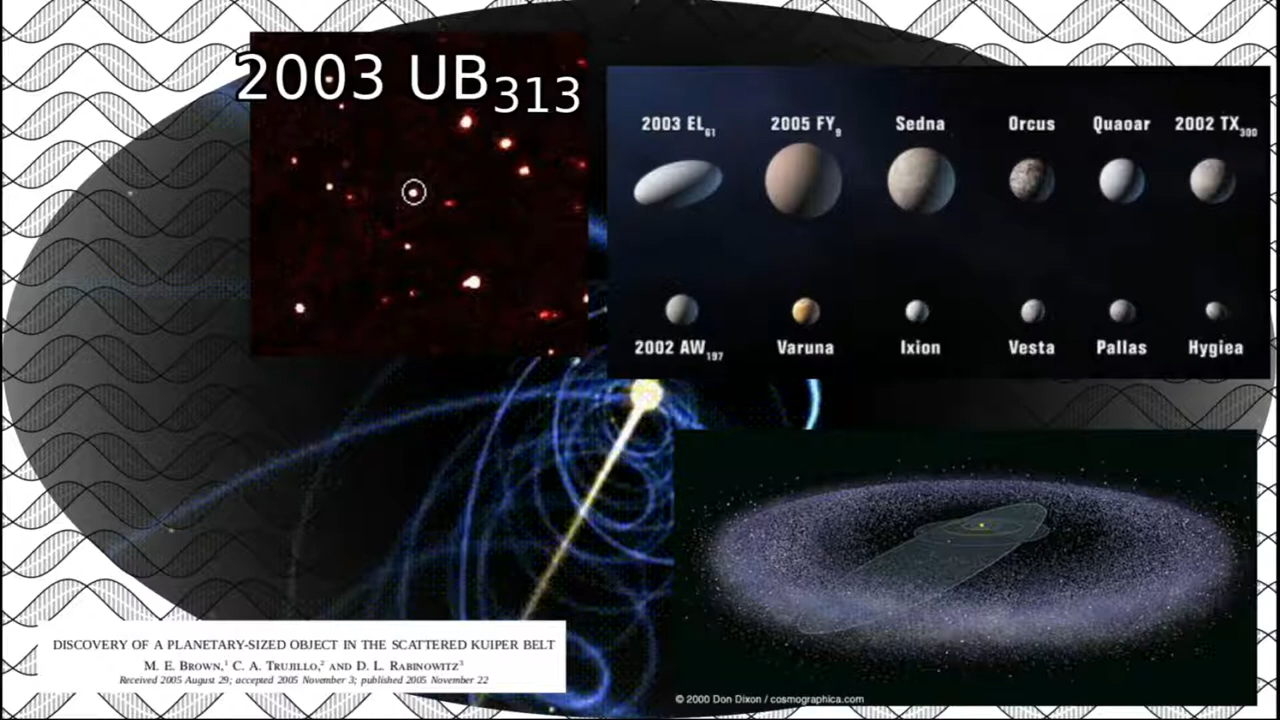 2003 UB₃₁₃
2003 EL₆₁ 2005 FY₉ Sedna Orcus Quaoar 2002 TX₃₀₀
2002 AW₁₉₇ Varuna Ixion Vesta Pallas Hygiea
DISCOVERY OF A PLANETARY-SIZED OBJECT IN THE SCATTERED KUIPER BELT
M. E. BROWN,¹ C. A. TRUJILLO,² AND D. L. RABINOWITZ³
Received 2005 August 29; accepted 2005 November 3; published 2005 November 22
© 2000 Don Dixon / cosmographica.com